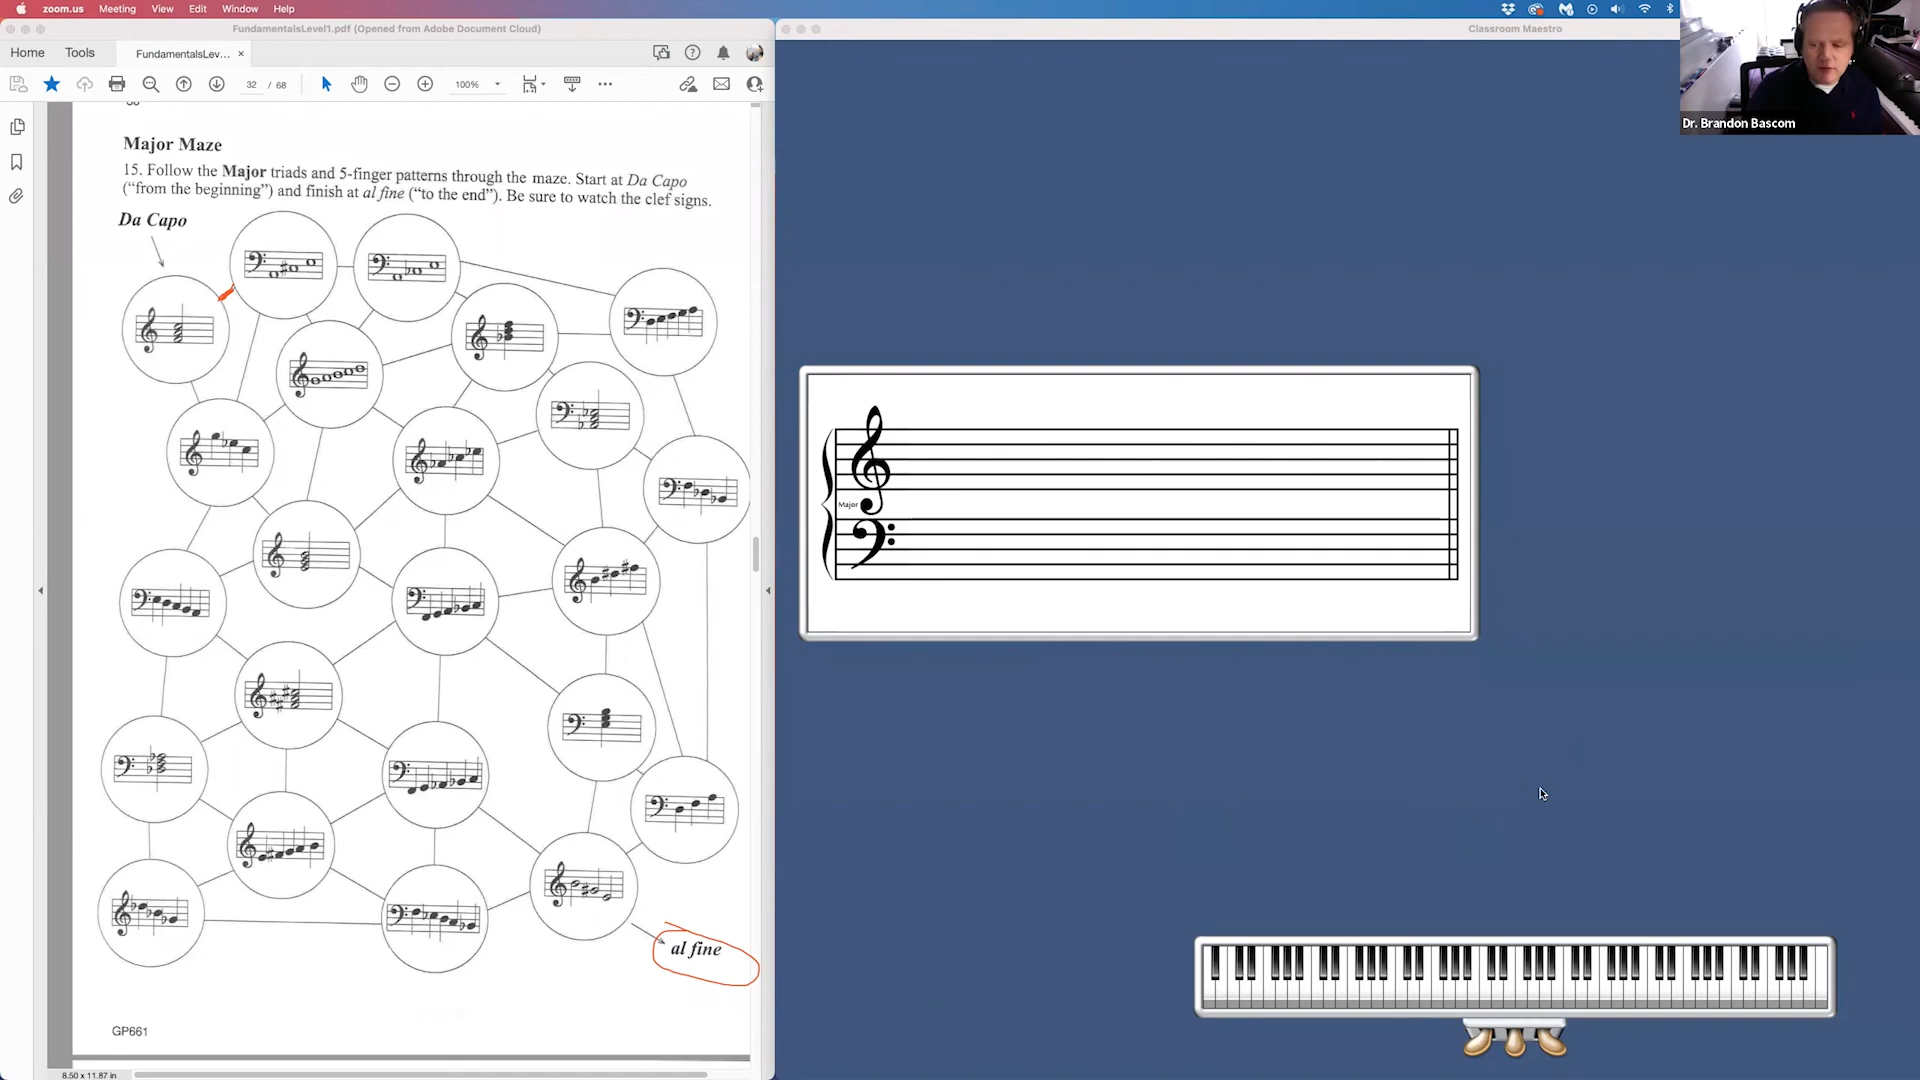 zoom.us Meeting View Edit Window Help
FundamentalsLevel1.pdf (Opened from Adobe Document Cloud)
Classroom Maestro
Home Tools FundamentalsLev... ×
32 / 68 100%
Major Maze
15. Follow the Major triads and 5-finger patterns through the maze. Start at Da Capo
(“from the beginning”) and finish at al fine (“to the end”). Be sure to watch the clef signs.
Da Capo
al fine
GP661
8.50 x 11.87 in
Dr. Brandon Bascom
Major